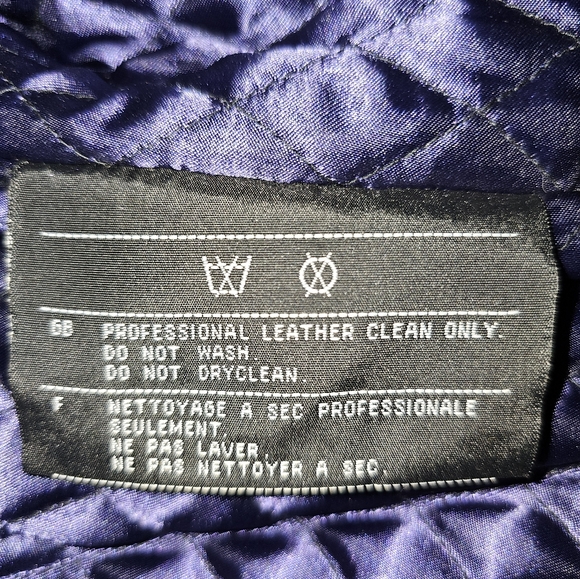 GB PROFESSIONAL LEATHER CLEAN ONLY.
DO NOT WASH.
DO NOT DRYCLEAN.
F NETTOYAGE A SEC PROFESSIONALE
SEULEMENT
NE PAS LAVER.
NE PAS NETTOYER A SEC.